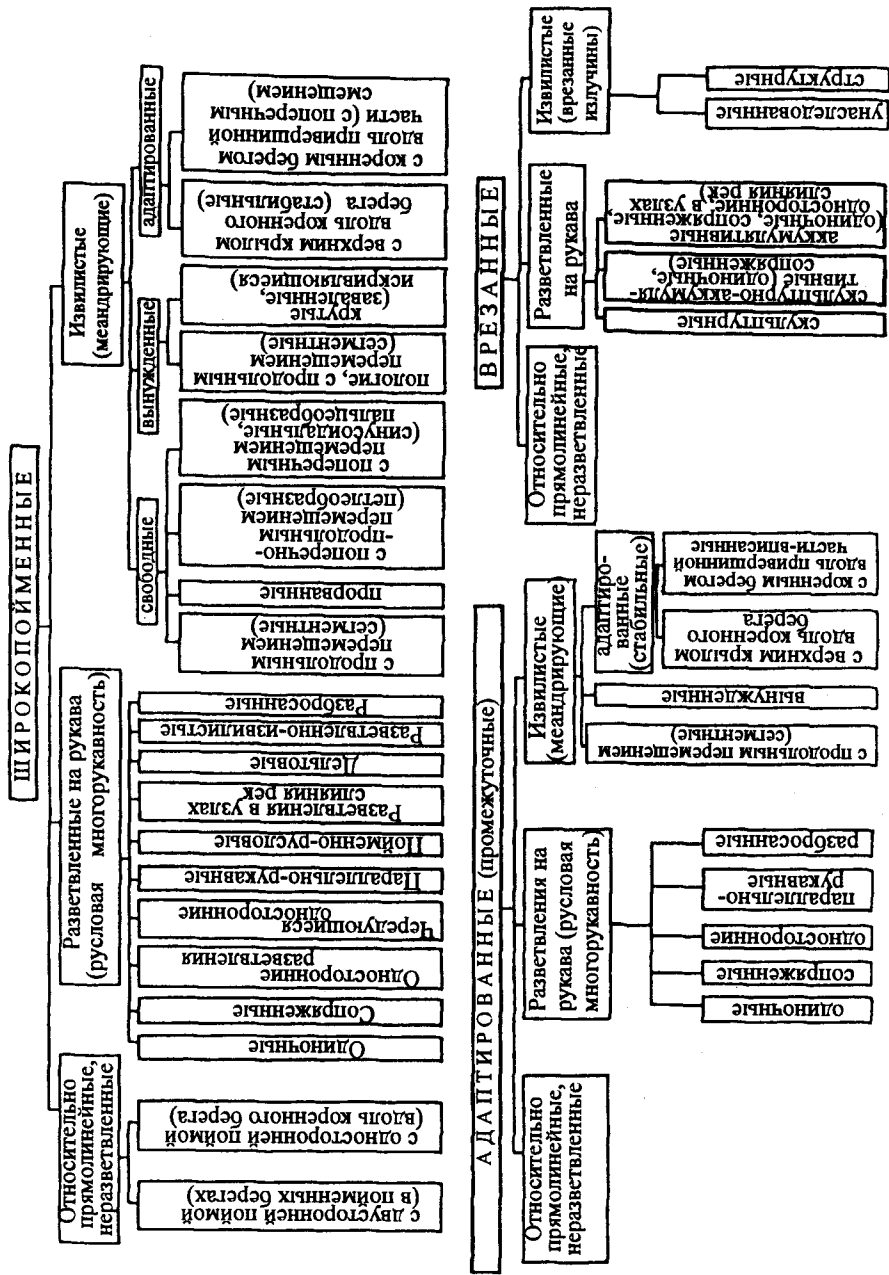 ШИРОКОПОЙМЕННЫЕ
Относительно
прямолинейные,
неразветвленные
с двусторонней поймой
(в пойменных берегах)
с односторонней поймой
(вдоль коренного берега)
Разветвленные на рукава
(русловая многорукавность)
Одиночные
Сопряженные
Односторонние
разветвления
Чередующиеся
односторонние
Параллельно-рукавные
Пойменно-русловые
Разветвления в узлах
слияния рек
Дельтовые
Разветвленно-извилистые
Разбросанные
Извилистые
(меандрирующие)
свободные
с продольным
перемещением
(сегментные)
прорванные
с поперечно-
-продольным
перемещением
(петлеобразные)
с поперечным
перемещением
(синусоидальные,
пальцеобразные)
вынужденные
пологие, с продольным
перемещением
(сегментные)
крутые
(заваленные,
искривляющиеся)
адаптированные
с верхним крылом
вдоль коренного
берега (стабильные)
с коренным берегом
вдоль привершинной
части (с поперечным
смещением)
АДАПТИРОВАННЫЕ (промежуточные)
Относительно
прямолинейные,
неразветвленные
Разветвления на
рукава (русловая
многорукавность)
одиночные
сопряженные
односторонние
параллельно-
рукавные
разбросанные
Извилистые
(меандрирующие)
с продольным перемещением
(сегментные)
вынужденные
адаптиро-
ванные
(стабильные)
с верхним крылом
вдоль коренного
берега
с коренным берегом
вдоль привершинной
части-вписанные
ВРЕЗАННЫЕ
Относительно
прямолинейные,
неразветвленные
Разветвленные
на рукава
скульптурные
скульптурно-аккумуля-
тивные (одиночные,
сопряженные)
аккумулятивные
(одиночные, сопряженные,
односторонние, в узлах
слияния рек)
Извилистые
(врезанные
излучины)
унаследованные
структурные